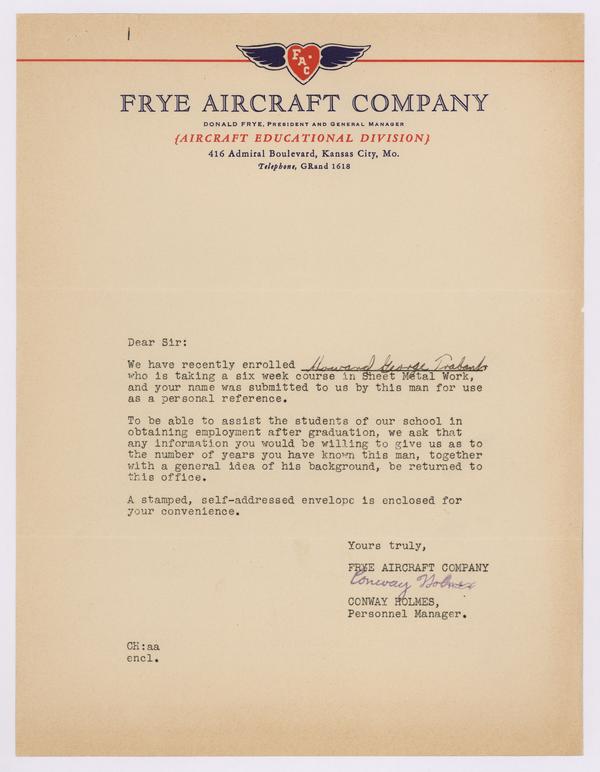 F.A.C
FRYE AIRCRAFT COMPANY
DONALD FRYE, PRESIDENT AND GENERAL MANAGER
{AIRCRAFT EDUCATIONAL DIVISION}
416 Admiral Boulevard, Kansas City, Mo.
Telephone, GRand 1618
Dear Sir:
We have recently enrolled Howard George Trabants
who is taking a six week course in Sheet Metal Work,
and your name was submitted to us by this man for use
as a personal reference.
To be able to assist the students of our school in
obtaining employment after graduation, we ask that
any information you would be willing to give us as to
the number of years you have known this man, together
with a general idea of his background, be returned to
this office.
A stamped, self-addressed envelope is enclosed for
your convenience.
Yours truly,
FRYE AIRCRAFT COMPANY
Conway Holmes
CONWAY HOLMES,
Personnel Manager.
CH:aa
encl.